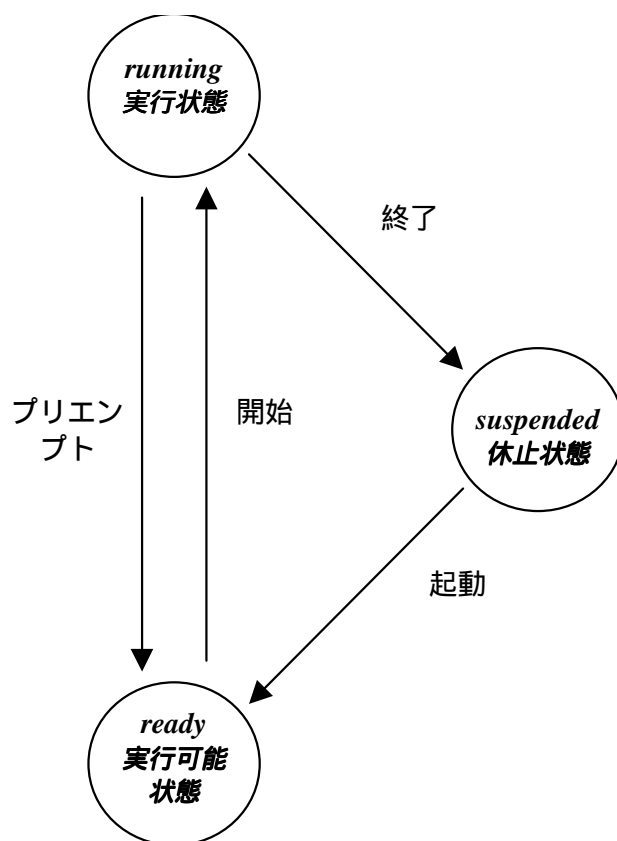 running
実行状態
終了
プリエン
プト
開始
suspended
休止状態
起動
ready
実行可能
状態